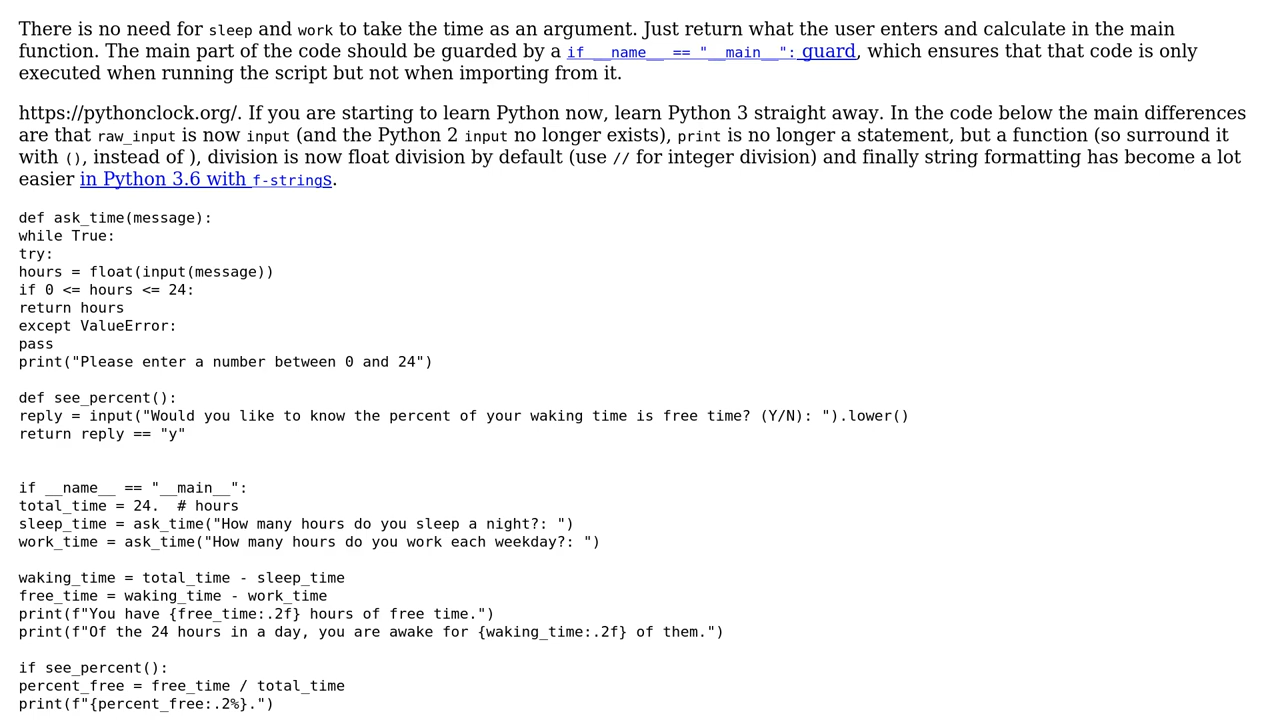 There is no need for sleep and work to take the time as an argument. Just return what the user enters and calculate in the main
function. The main part of the code should be guarded by a if __name__ == "__main__": guard, which ensures that that code is only
executed when running the script but not when importing from it.
https://pythonclock.org/. If you are starting to learn Python now, learn Python 3 straight away. In the code below the main differences
are that raw_input is now input (and the Python 2 input no longer exists), print is no longer a statement, but a function (so surround it
with (), instead of ), division is now float division by default (use // for integer division) and finally string formatting has become a lot
easier in Python 3.6 with f-strings.
def ask_time(message):
while True:
try:
hours = float(input(message))
if 0 <= hours <= 24:
return hours
except ValueError:
pass
print("Please enter a number between 0 and 24")
def see_percent():
reply = input("Would you like to know the percent of your waking time is free time? (Y/N): ").lower()
return reply == "y"
if __name__ == "__main__":
total_time = 24.  # hours
sleep_time = ask_time("How many hours do you sleep a night?: ")
work_time = ask_time("How many hours do you work each weekday?: ")
waking_time = total_time - sleep_time
free_time = waking_time - work_time
print(f"You have {free_time:.2f} hours of free time.")
print(f"Of the 24 hours in a day, you are awake for {waking_time:.2f} of them.")
if see_percent():
percent_free = free_time / total_time
print(f"{percent_free:.2%}.")